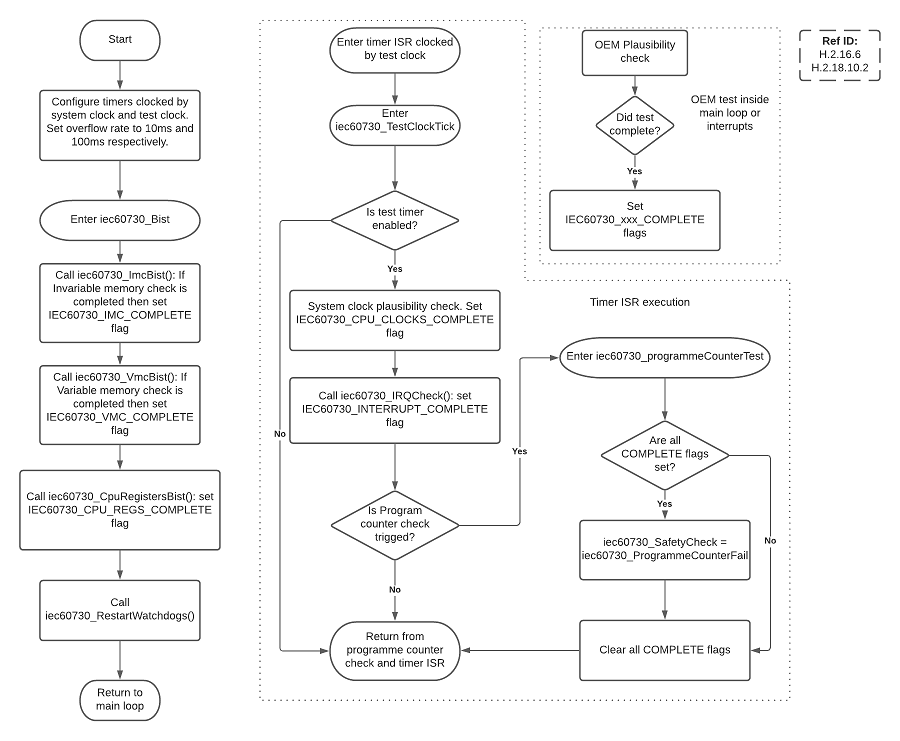 Start
Configure timers clocked by
system clock and test clock.
Set overflow rate to 10ms and
100ms respectively.
Enter iec60730_Bist
Call iec60730_ImcBist(): If
Invariable memory check is
completed then set
IEC60730_IMC_COMPLETE
flag
Call iec60730_VmcBist(): If
Variable memory check is
completed then set
IEC60730_VMC_COMPLETE
flag
Call iec60730_CpuRegistersBist(): set
IEC60730_CPU_REGS_COMPLETE
flag
Call
iec60730_RestartWatchdogs()
Return to
main loop
Enter timer ISR clocked
by test clock
Enter
iec60730_TestClockTick
Is test timer
enabled?
Yes
No
System clock plausibility check. Set
IEC60730_CPU_CLOCKS_COMPLETE
flag
Call iec60730_IRQCheck(): set
IEC60730_INTERRUPT_COMPLETE
flag
Is Program
counter check
trigged?
Yes
No
Return from
programme counter
check and timer ISR
OEM Plausibility
check
Did test
complete?
Yes
Set
IEC60730_xxx_COMPLETE
flags
OEM test inside
main loop or
interrupts
Timer ISR execution
Enter iec60730_programmeCounterTest
Are all
COMPLETE flags
set?
Yes
No
iec60730_SafetyCheck =
iec60730_ProgrammeCounterFail
Clear all COMPLETE flags
Ref ID:
H.2.16.6
H.2.18.10.2